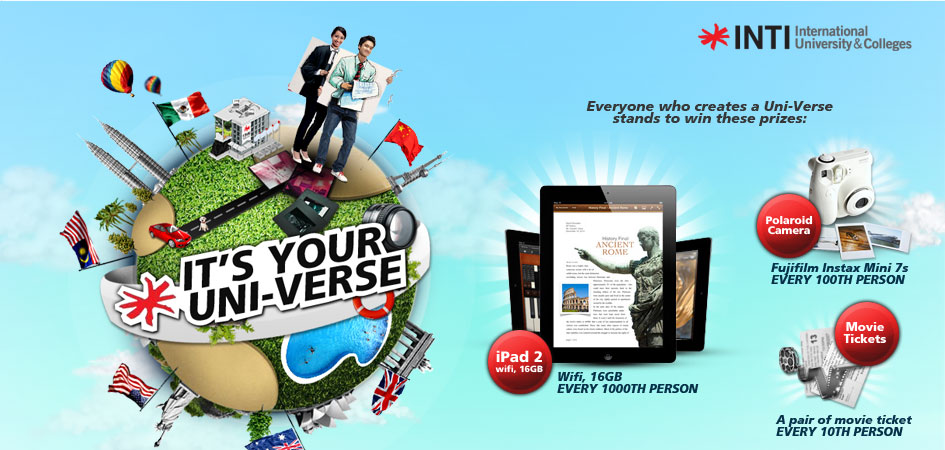 INTI International
University & Colleges
Everyone who creates a Uni-Verse
stands to win these prizes:
IT'S YOUR
UNI-VERSE
History Final
ANCIENT
ROME
iPad 2
wifi, 16GB
Wifi, 16GB
EVERY 1000TH PERSON
Polaroid
Camera
Fujifilm Instax Mini 7s
EVERY 100TH PERSON
Movie
Tickets
A pair of movie ticket
EVERY 10TH PERSON